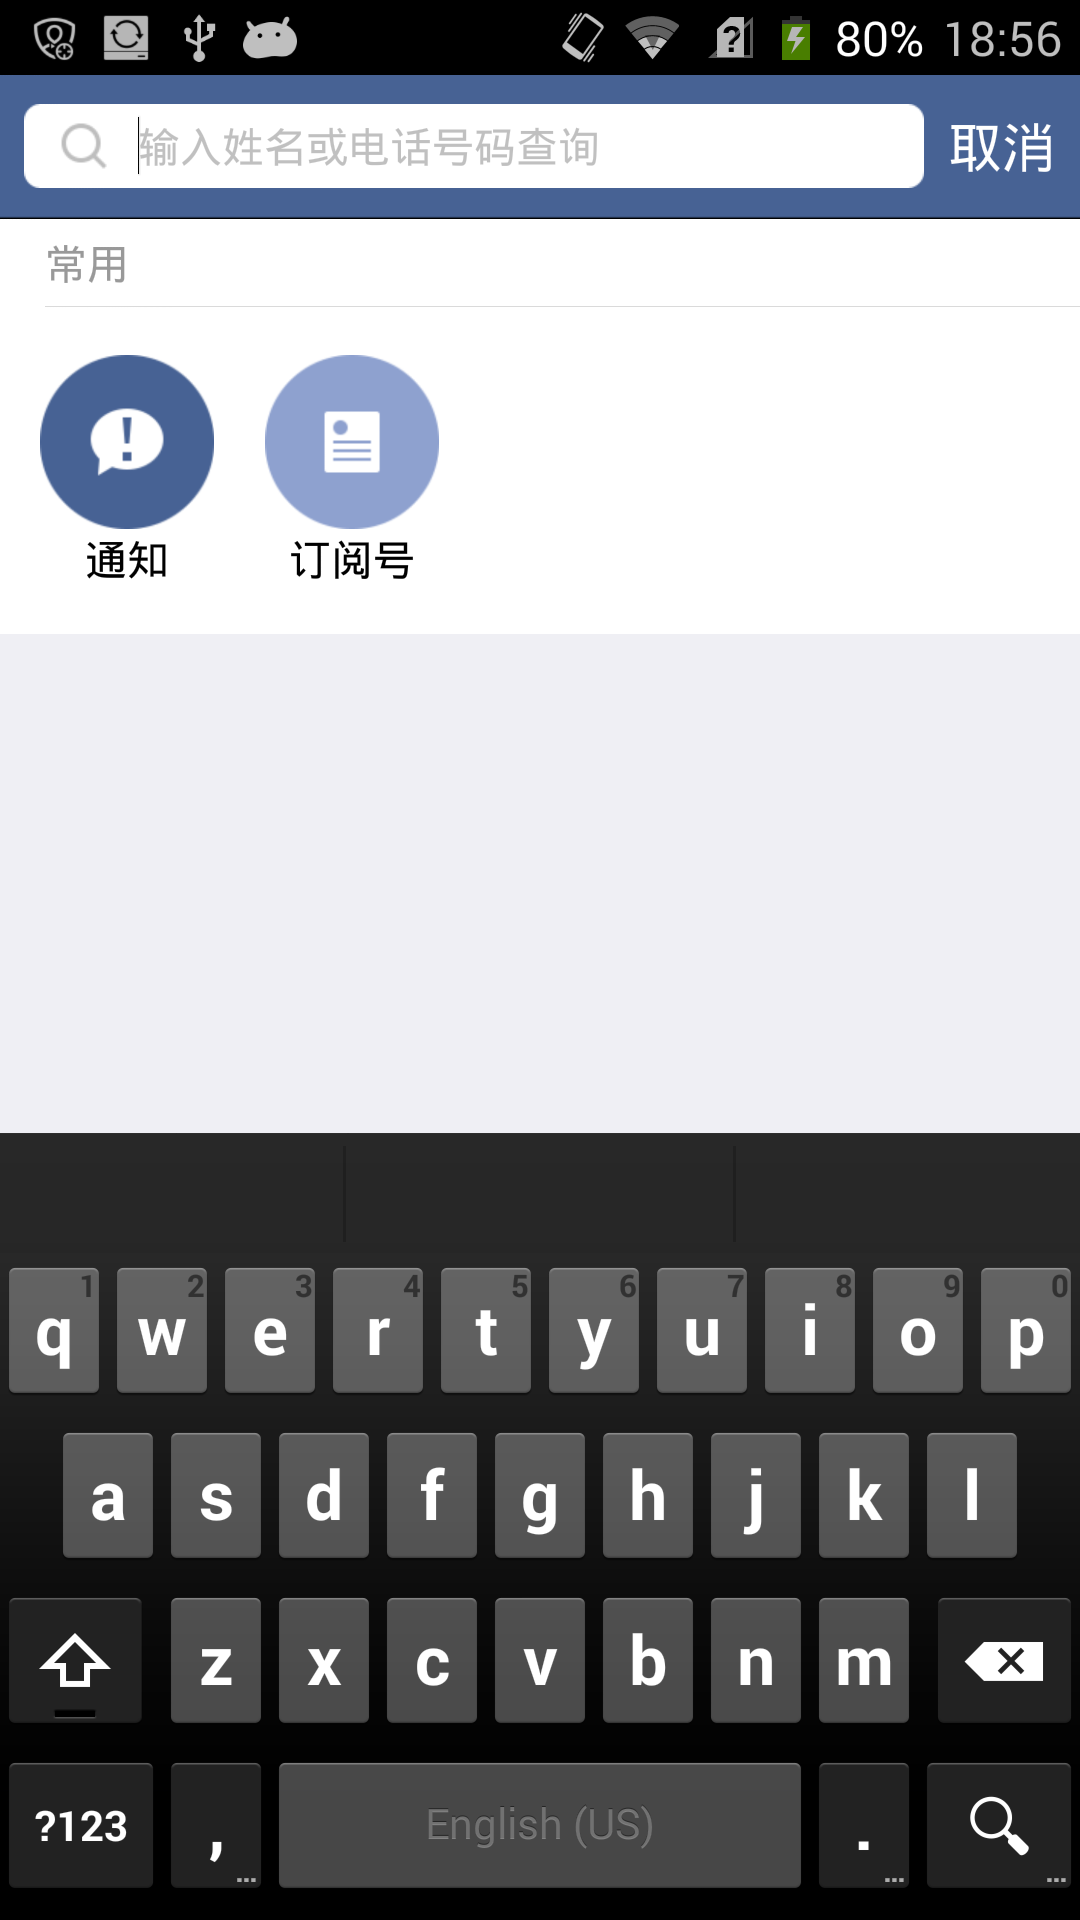 80% 18:56
输入姓名或电话号码查询 取消
常用
通知 订阅号
1 2 3 4 5 6 7 8 9 0
q w e r t y u i o p
a s d f g h j k l
z x c v b n m
?123 , English (US) .